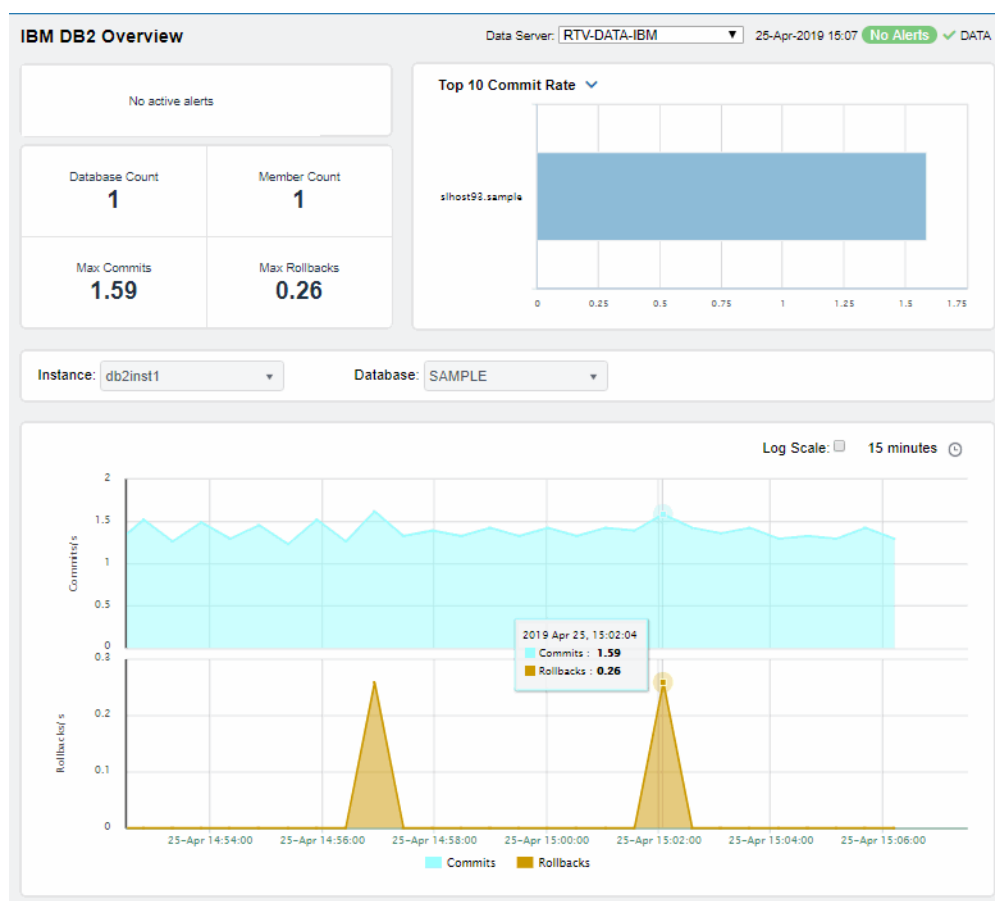 IBM DB2 Overview
Data Server: RTV-DATA-IBM 25-Apr-2019 15:07 No Alerts DATA
No active alerts
Database Count
1
Member Count
1
Max Commits
1.59
Max Rollbacks
0.26
Top 10 Commit Rate
slhost93.sample
0 0.25 0.5 0.75 1 1.25 1.5 1.75
Instance: db2inst1 Database: SAMPLE
Log Scale: 15 minutes
Commits/s
2
1.5
1
0.5
0
Rollbacks/s
0.3
0.2
0.1
0
2019 Apr 25, 15:02:04
Commits : 1.59
Rollbacks : 0.26
25-Apr 14:54:00 25-Apr 14:56:00 25-Apr 14:58:00 25-Apr 15:00:00 25-Apr 15:02:00 25-Apr 15:04:00 25-Apr 15:06:00
Commits Rollbacks